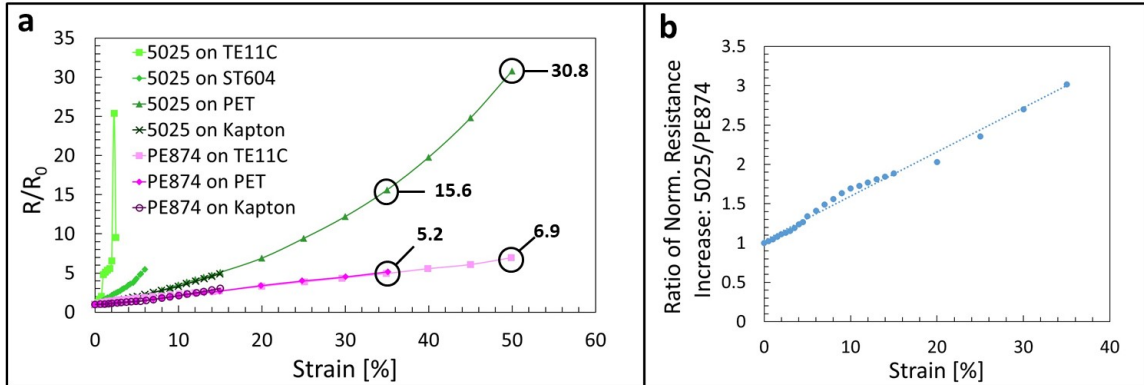 a
R/R0
35
30
25
20
15
10
5
0
5025 on TE11C
5025 on ST604
5025 on PET
5025 on Kapton
PE874 on TE11C
PE874 on PET
PE874 on Kapton
30.8
15.6
5.2
6.9
0 10 20 30 40 50 60
Strain [%]
b
Ratio of Norm. Resistance
Increase: 5025/PE874
3.5
3
2.5
2
1.5
1
0.5
0
0 10 20 30 40
Strain [%]